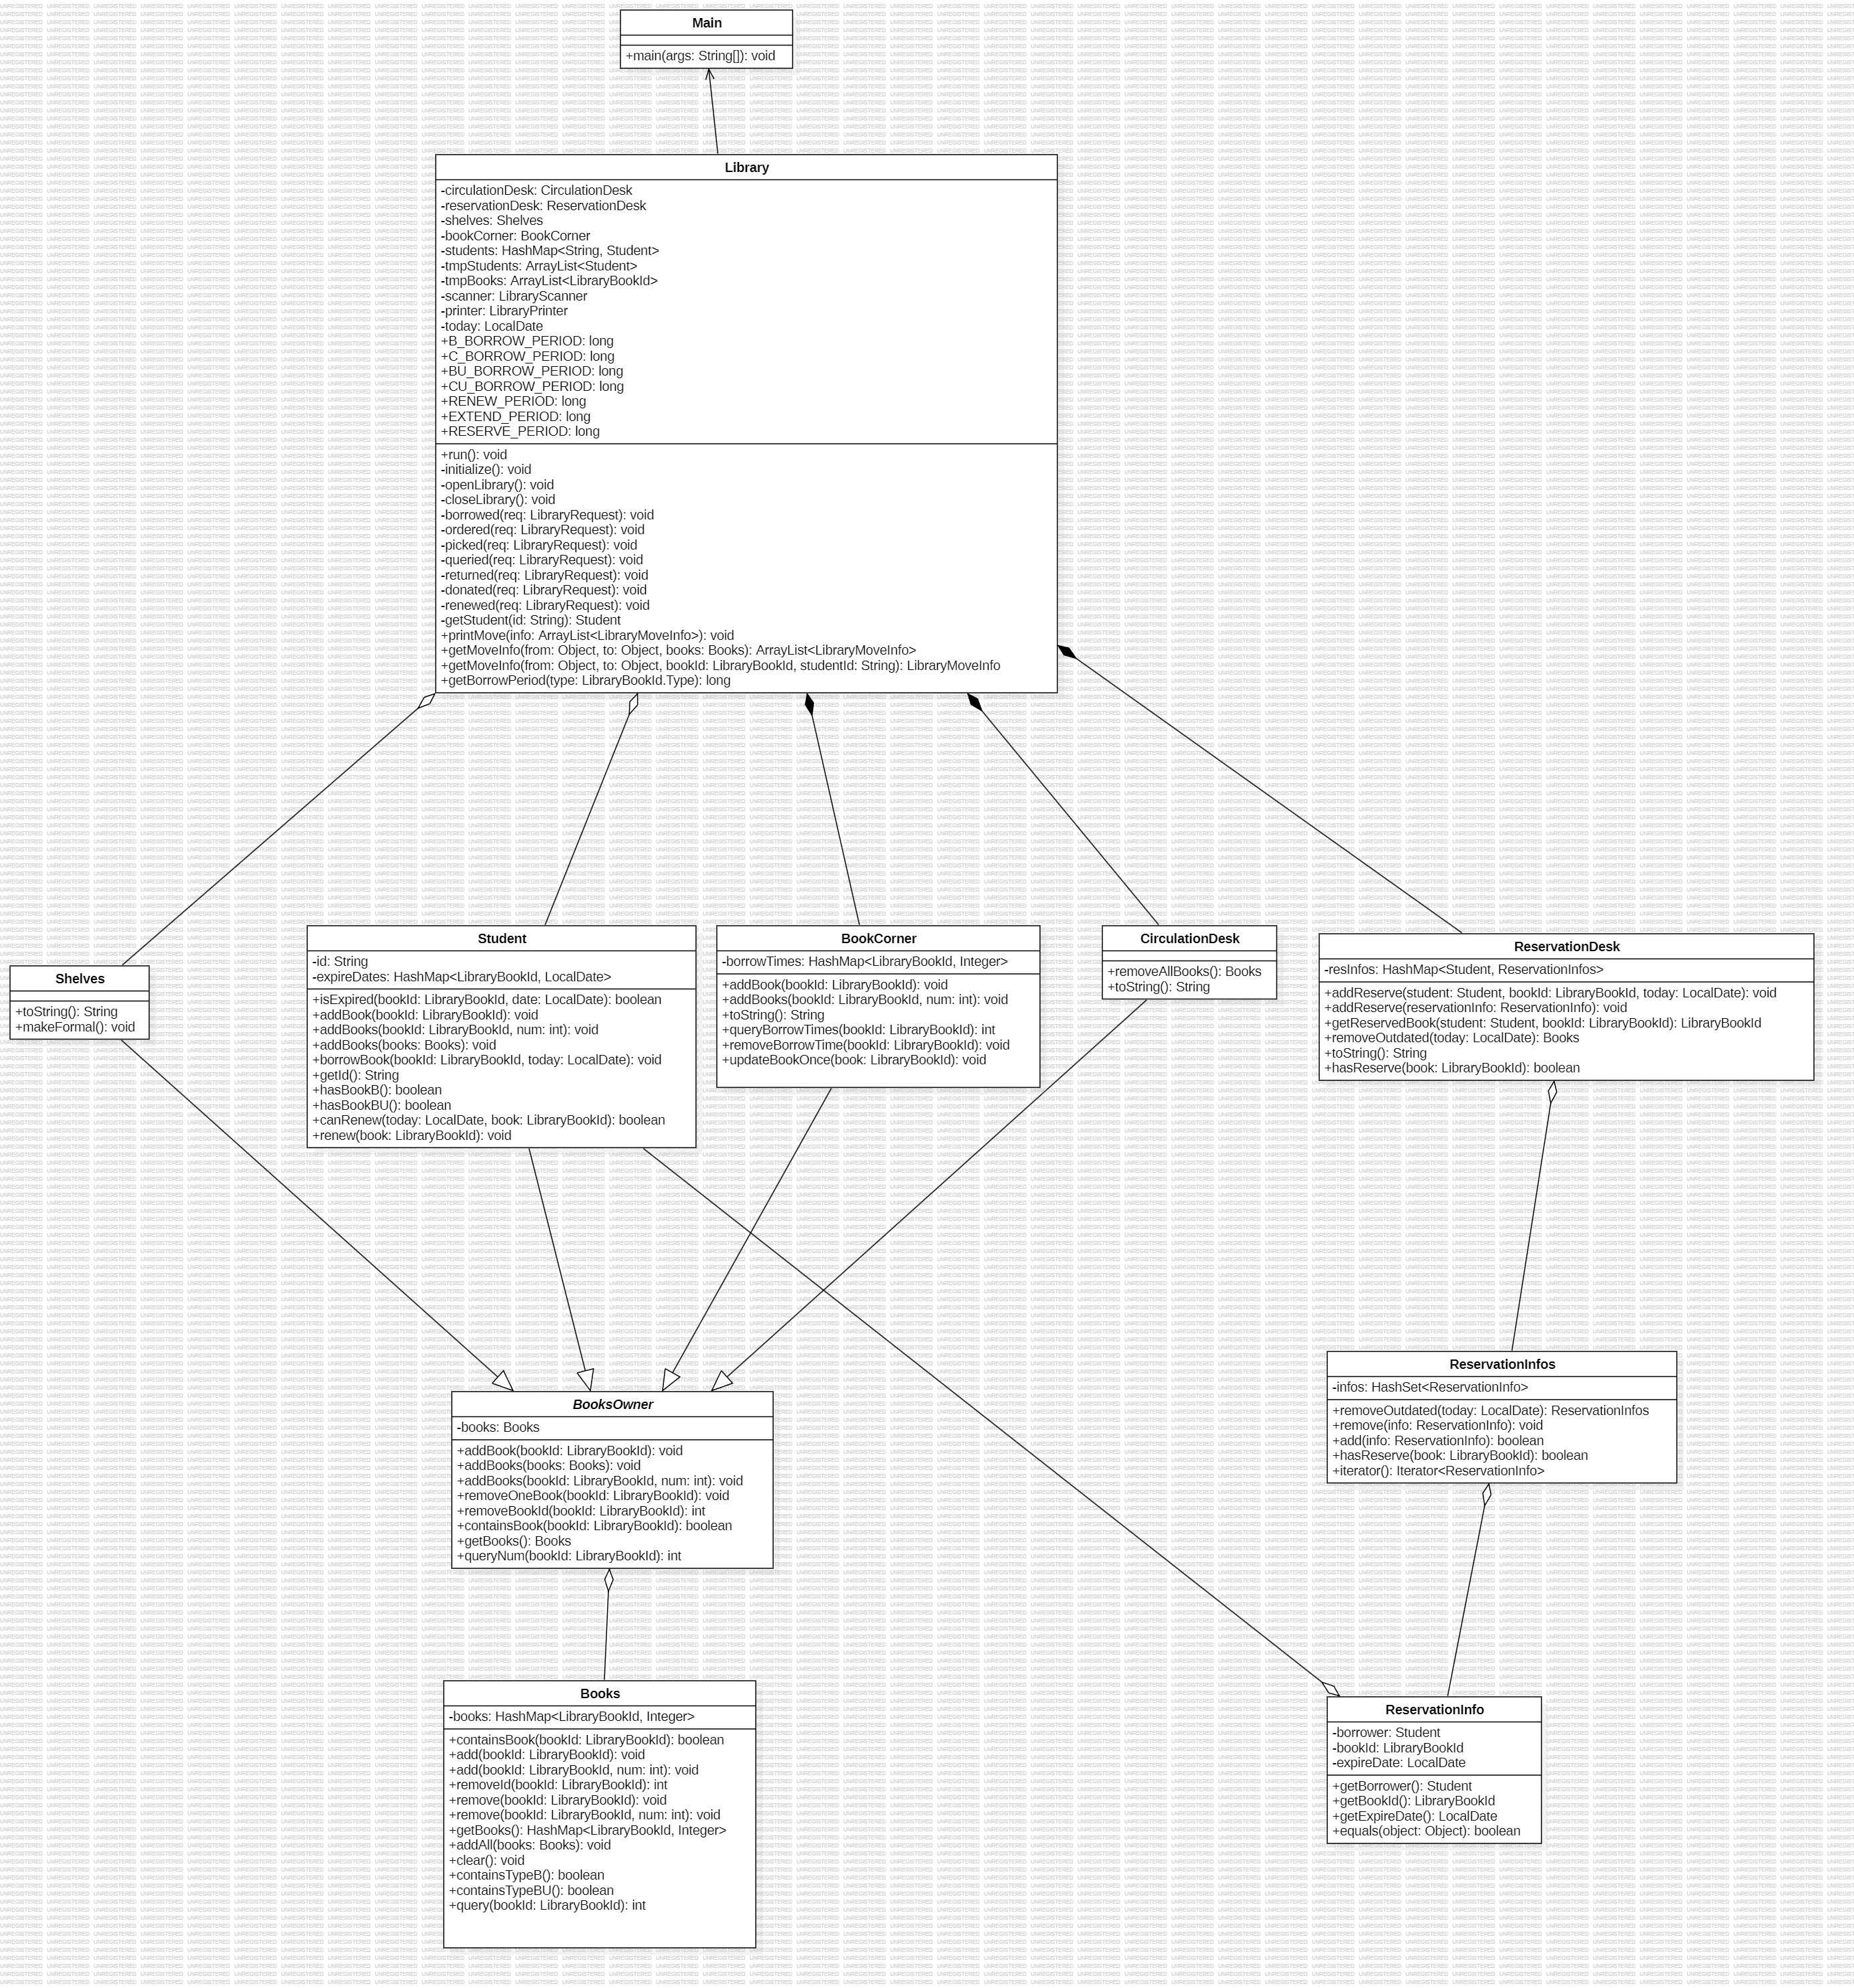 Main
+main(args: String[]): void
Library
-circulationDesk: CirculationDesk
-reservationDesk: ReservationDesk
-shelves: Shelves
-bookCorner: BookCorner
-students: HashMap<String, Student>
-tmpStudents: ArrayList<Student>
-tmpBooks: ArrayList<LibraryBookId>
-scanner: LibraryScanner
-printer: LibraryPrinter
-today: LocalDate
+B_BORROW_PERIOD: long
+C_BORROW_PERIOD: long
+BU_BORROW_PERIOD: long
+CU_BORROW_PERIOD: long
+RENEW_PERIOD: long
+EXTEND_PERIOD: long
+RESERVE_PERIOD: long
+run(): void
-initialize(): void
-openLibrary(): void
-closeLibrary(): void
-borrowed(req: LibraryRequest): void
-ordered(req: LibraryRequest): void
-picked(req: LibraryRequest): void
-queried(req: LibraryRequest): void
-returned(req: LibraryRequest): void
-donated(req: LibraryRequest): void
-renewed(req: LibraryRequest): void
-getStudent(id: String): Student
+printMove(info: ArrayList<LibraryMoveInfo>): void
+getMoveInfo(from: Object, to: Object, books: Books): ArrayList<LibraryMoveInfo>
+getMoveInfo(from: Object, to: Object, bookId: LibraryBookId, studentId: String): LibraryMoveInfo
+getBorrowPeriod(type: LibraryBookId.Type): long
Shelves
+toString(): String
+makeFormal(): void
Student
-id: String
-expireDates: HashMap<LibraryBookId, LocalDate>
+isExpired(bookId: LibraryBookId, date: LocalDate): boolean
+addBook(bookId: LibraryBookId): void
+addBooks(bookId: LibraryBookId, num: int): void
+addBooks(books: Books): void
+borrowBook(bookId: LibraryBookId, today: LocalDate): void
+getId(): String
+hasBookB(): boolean
+hasBookBU(): boolean
+canRenew(today: LocalDate, book: LibraryBookId): boolean
+renew(book: LibraryBookId): void
BookCorner
-borrowTimes: HashMap<LibraryBookId, Integer>
+addBook(bookId: LibraryBookId): void
+addBooks(bookId: LibraryBookId, num: int): void
+toString(): String
+queryBorrowTimes(bookId: LibraryBookId): int
+removeBorrowTime(bookId: LibraryBookId): void
+updateBookOnce(book: LibraryBookId): void
CirculationDesk
+removeAllBooks(): Books
+toString(): String
ReservationDesk
-resInfos: HashMap<Student, ReservationInfos>
+addReserve(student: Student, bookId: LibraryBookId, today: LocalDate): void
+addReserve(reservationInfo: ReservationInfo): void
+getReservedBook(student: Student, bookId: LibraryBookId): LibraryBookId
+removeOutdated(today: LocalDate): Books
+toString(): String
+hasReserve(book: LibraryBookId): boolean
BooksOwner
-books: Books
+addBook(bookId: LibraryBookId): void
+addBooks(books: Books): void
+addBooks(bookId: LibraryBookId, num: int): void
+removeOneBook(bookId: LibraryBookId): void
+removeBookId(bookId: LibraryBookId): int
+containsBook(bookId: LibraryBookId): boolean
+getBooks(): Books
+queryNum(bookId: LibraryBookId): int
ReservationInfos
-infos: HashSet<ReservationInfo>
+removeOutdated(today: LocalDate): ReservationInfos
+remove(info: ReservationInfo): void
+add(info: ReservationInfo): boolean
+hasReserve(book: LibraryBookId): boolean
+iterator(): Iterator<ReservationInfo>
Books
-books: HashMap<LibraryBookId, Integer>
+containsBook(bookId: LibraryBookId): boolean
+add(bookId: LibraryBookId): void
+add(bookId: LibraryBookId, num: int): void
+removeId(bookId: LibraryBookId): int
+remove(bookId: LibraryBookId): void
+remove(bookId: LibraryBookId, num: int): void
+getBooks(): HashMap<LibraryBookId, Integer>
+addAll(books: Books): void
+clear(): void
+containsTypeB(): boolean
+containsTypeBU(): boolean
+query(bookId: LibraryBookId): int
ReservationInfo
-borrower: Student
-bookId: LibraryBookId
-expireDate: LocalDate
+getBorrower(): Student
+getBookId(): LibraryBookId
+getExpireDate(): LocalDate
+equals(object: Object): boolean
UNREGISTERED